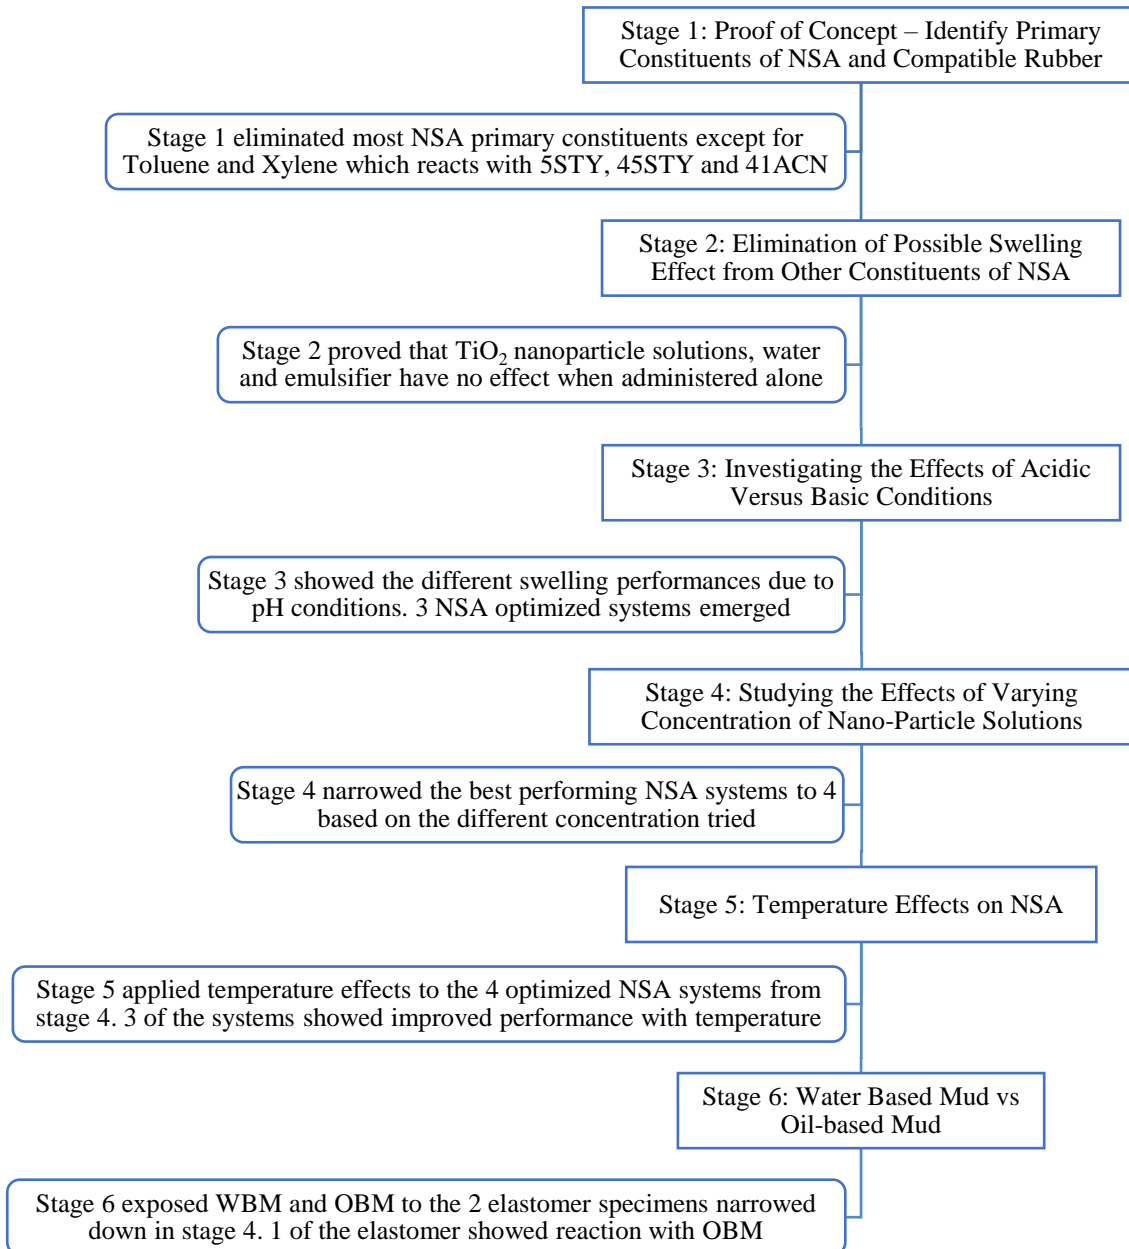 Stage 1: Proof of Concept – Identify Primary
Constituents of NSA and Compatible Rubber
Stage 1 eliminated most NSA primary constituents except for
Toluene and Xylene which reacts with 5STY, 45STY and 41ACN
Stage 2: Elimination of Possible Swelling
Effect from Other Constituents of NSA
Stage 2 proved that TiO₂ nanoparticle solutions, water
and emulsifier have no effect when administered alone
Stage 3: Investigating the Effects of Acidic
Versus Basic Conditions
Stage 3 showed the different swelling performances due to
pH conditions. 3 NSA optimized systems emerged
Stage 4: Studying the Effects of Varying
Concentration of Nano-Particle Solutions
Stage 4 narrowed the best performing NSA systems to 4
based on the different concentration tried
Stage 5: Temperature Effects on NSA
Stage 5 applied temperature effects to the 4 optimized NSA systems from
stage 4. 3 of the systems showed improved performance with temperature
Stage 6: Water Based Mud vs
Oil-based Mud
Stage 6 exposed WBM and OBM to the 2 elastomer specimens narrowed
down in stage 4. 1 of the elastomer showed reaction with OBM